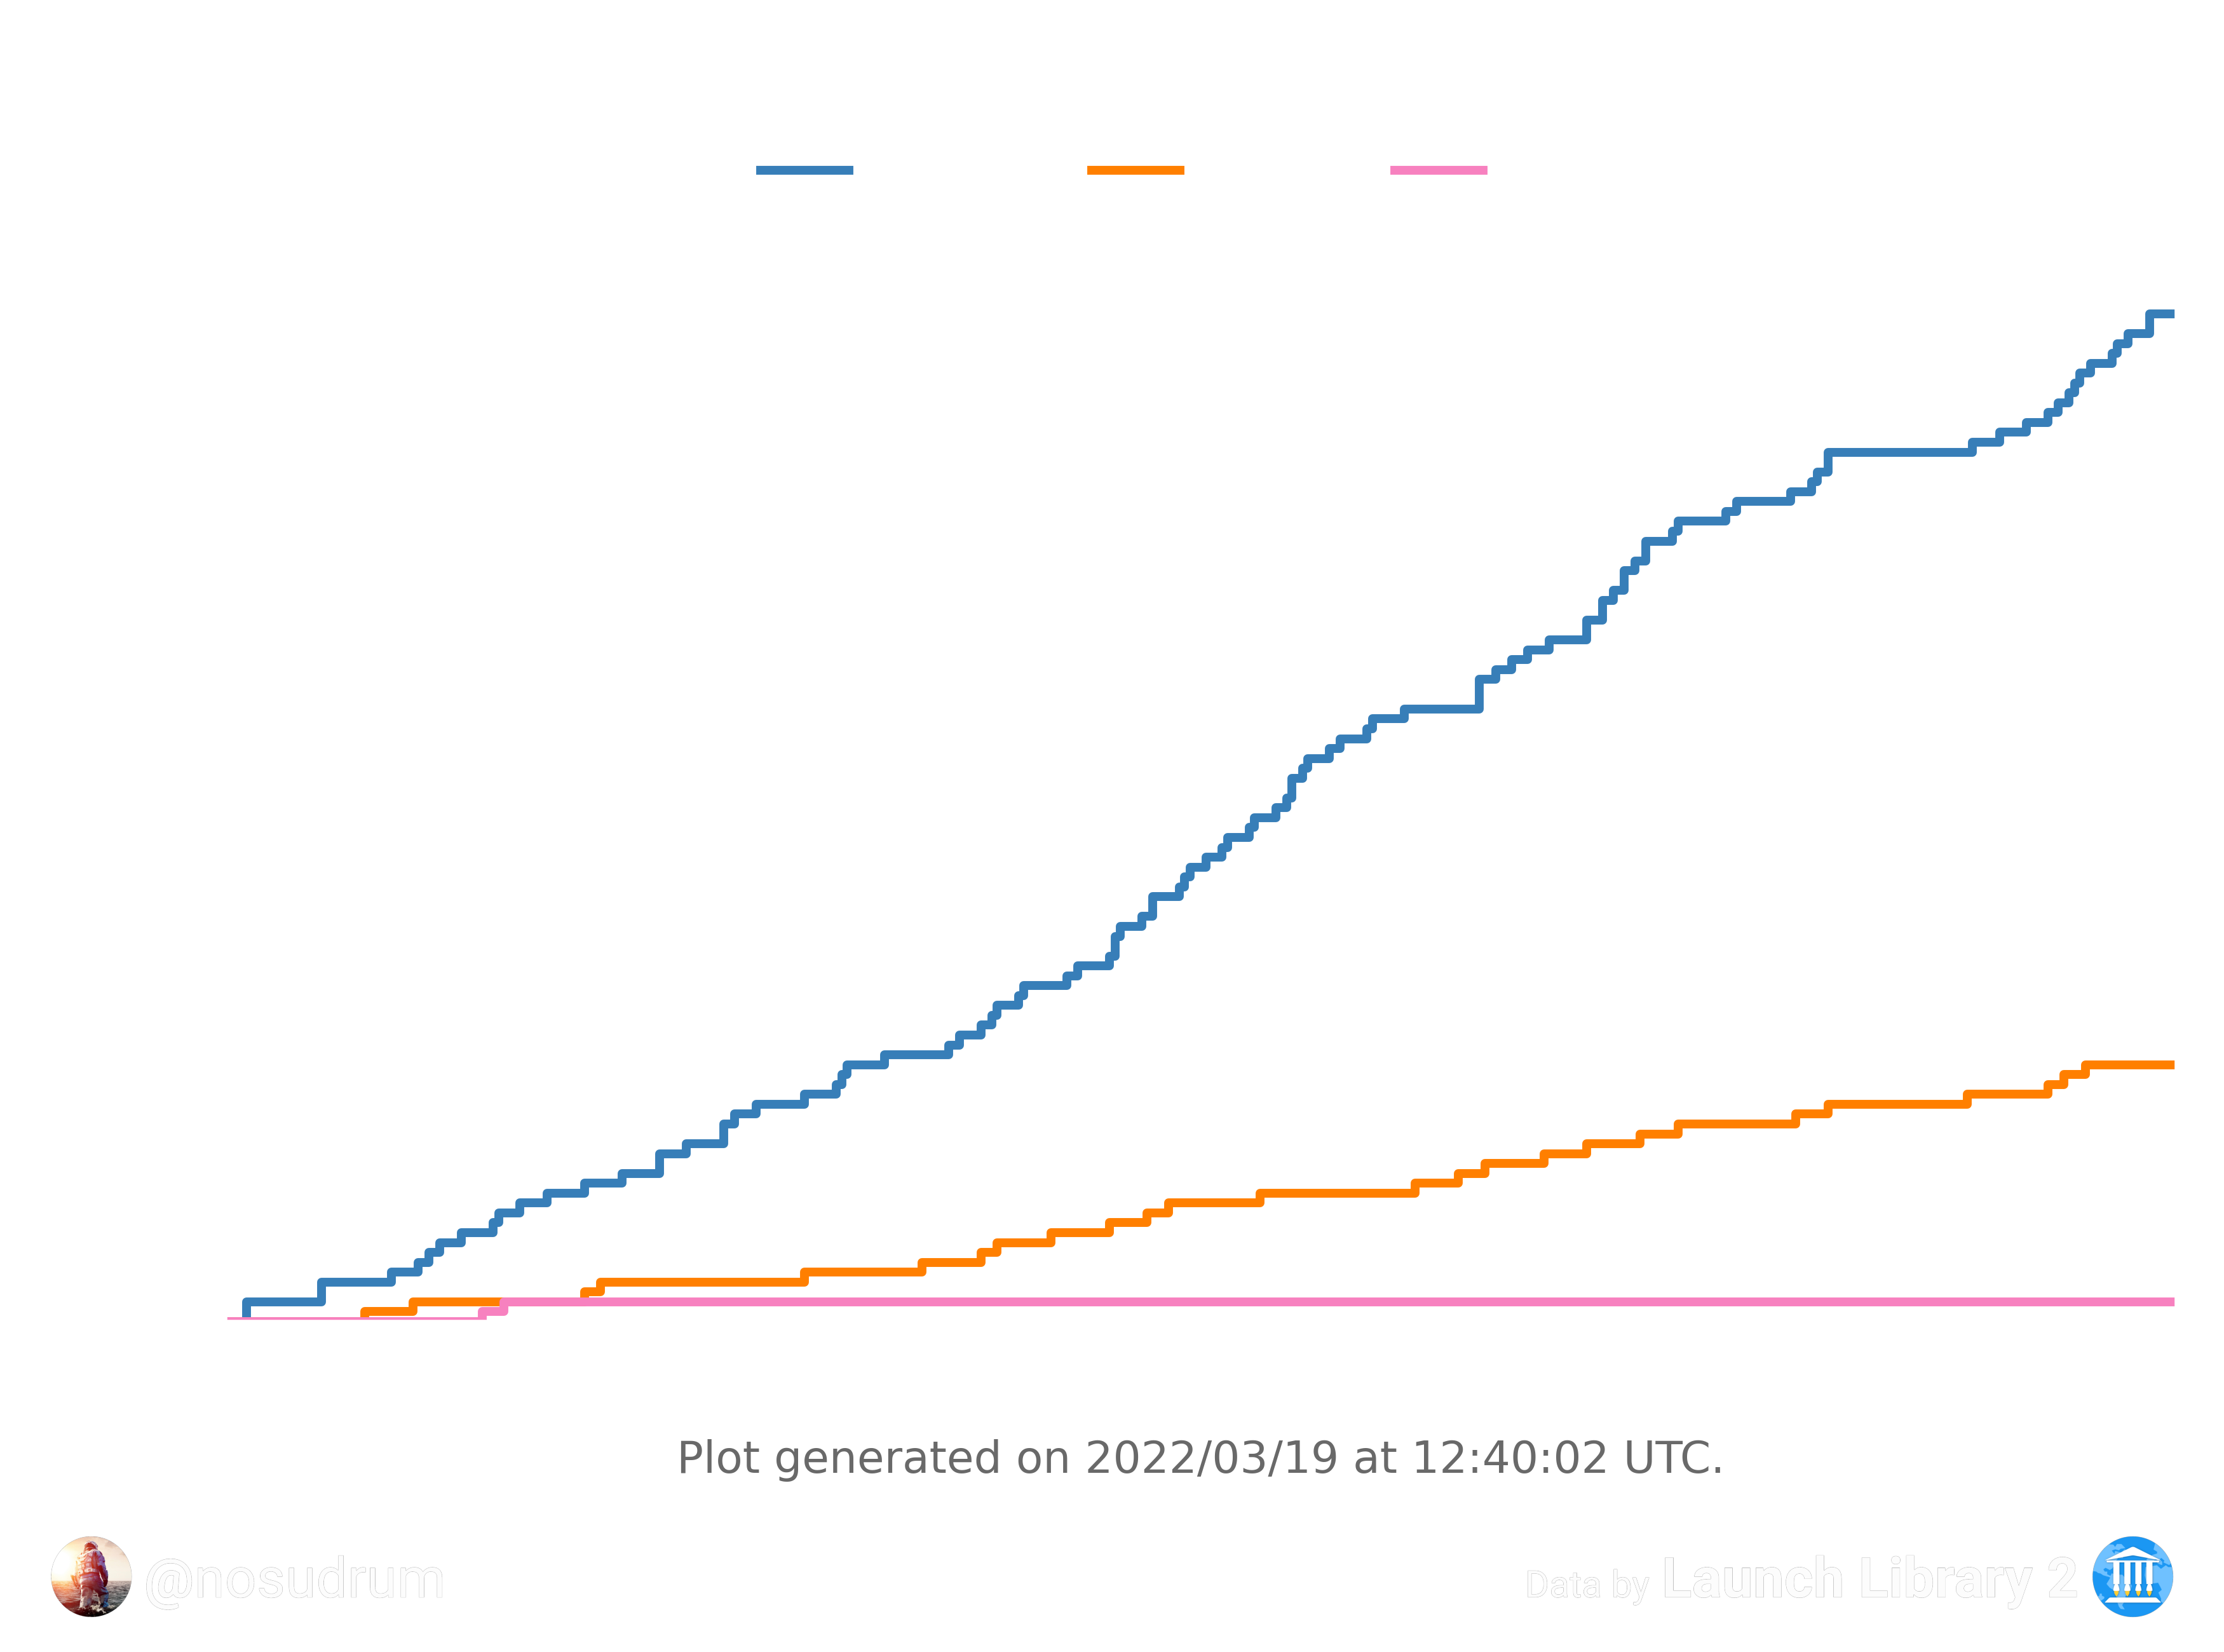 Plot generated on 2022/03/19 at 12:40:02 UTC.
@nosudrum
Data by Launch Library 2